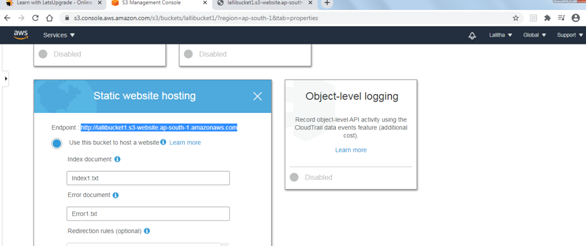 Learn with LetsUpgrade - Online
S3 Management Console
lallibucket1.s3-website.ap-south
s3.console.aws.amazon.com/s3/buckets/lallibucket1/?region=ap-south-1&tab=properties
aws
Services
Lalitha
Global
Support
Disabled
Disabled
Static website hosting
Endpoint : http://lallibucket1.s3-website.ap-south-1.amazonaws.com
Use this bucket to host a website Learn more
Index document
Index1.txt
Error document
Error1.txt
Redirection rules (optional)
Object-level logging
Record object-level API activity using the
CloudTrail data events feature (additional
cost).
Learn more
Disabled